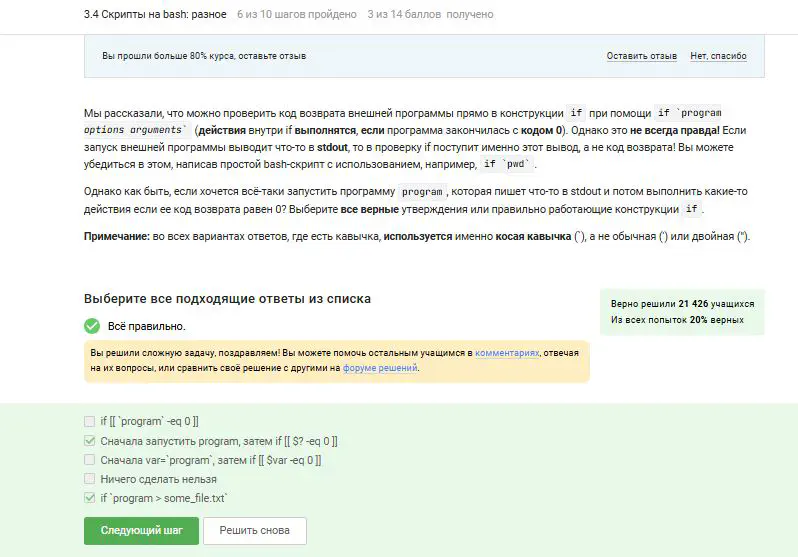 3.4 Скрипты на bash: разное 6 из 10 шагов пройдено 3 из 14 баллов получено
Вы прошли больше 80% курса, оставьте отзыв Оставить отзыв Нет, спасибо
Мы рассказали, что можно проверить код возврата внешней программы прямо в конструкции if при помощи if `program
options arguments` (действия внутри if выполнятся, если программа закончилась с кодом 0). Однако это не всегда правда! Если
запуск внешней программы выводит что-то в stdout, то в проверку if поступит именно этот вывод, а не код возврата! Вы можете
убедиться в этом, написав простой bash-скрипт с использованием, например, if `pwd`.
Однако как быть, если хочется всё-таки запустить программу program, которая пишет что-то в stdout и потом выполнить какие-то
действия если ее код возврата равен 0? Выберите все верные утверждения или правильно работающие конструкции if.
Примечание: во всех вариантах ответов, где есть кавычка, используется именно косая кавычка (`), а не обычная (') или двойная (").
Выберите все подходящие ответы из списка
Всё правильно.
Верно решили 21 426 учащихся
Из всех попыток 20% верных
Вы решили сложную задачу, поздравляем! Вы можете помочь остальным учащимся в комментариях, отвечая
на их вопросы, или сравнить своё решение с другими на форуме решений.
if [[ `program` -eq 0 ]]
Сначала запустить program, затем if [[ $? -eq 0 ]]
Сначала var=`program`, затем if [[ $var -eq 0 ]]
Ничего сделать нельзя
if `program > some_file.txt`
Следующий шаг Решить снова